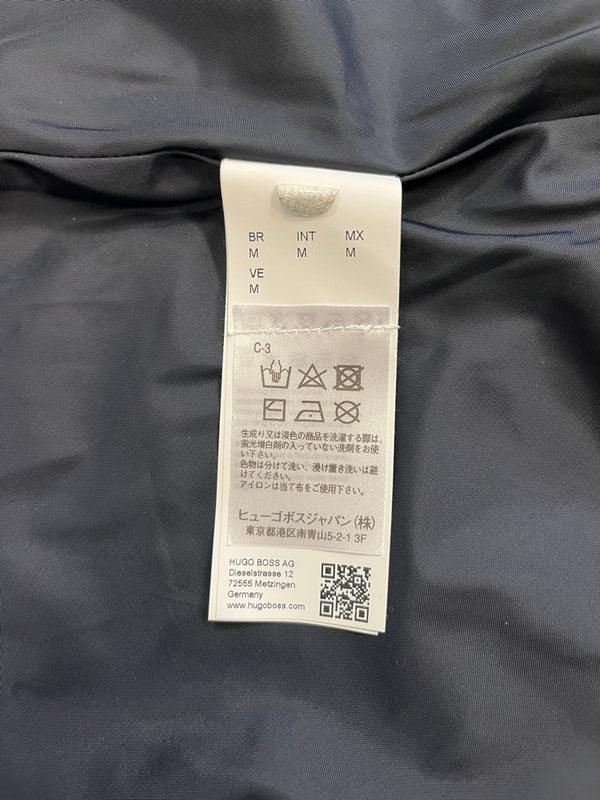 BR INT MX
M M M
VE
M
C-3
生成り又は淡色の商品を洗濯する際は、
蛍光増白剤の入っていない洗剤をお使
い下さい。
色物は分けて洗い、浸け置き洗いは避
けてください。
アイロンは当て布をご使用下さい。
ヒューゴボスジャパン(株)
東京都港区南青山5-2-1 3F
HUGO BOSS AG
Dieselstrasse 12
72555 Metzingen
Germany
www.hugoboss.com